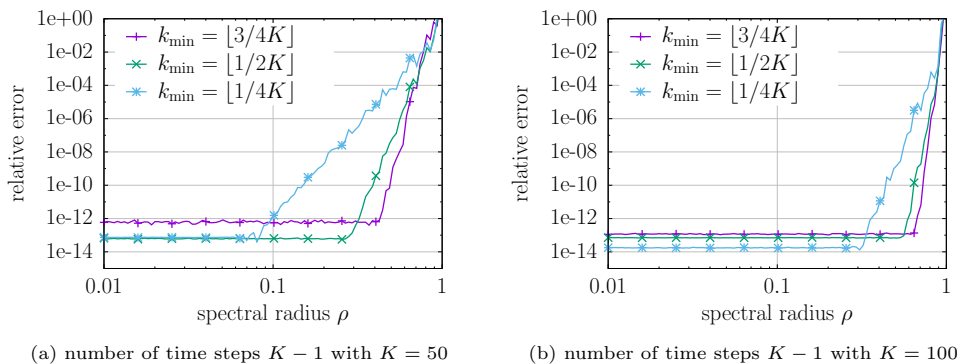 1e+00
1e-02
1e-04
1e-06
1e-08
1e-10
1e-12
1e-14
relative error
k_min = ⌊3/4K⌋
k_min = ⌊1/2K⌋
k_min = ⌊1/4K⌋
0.01 0.1 1
spectral radius ρ
(a) number of time steps K − 1 with K = 50
1e+00
1e-02
1e-04
1e-06
1e-08
1e-10
1e-12
1e-14
relative error
k_min = ⌊3/4K⌋
k_min = ⌊1/2K⌋
k_min = ⌊1/4K⌋
0.01 0.1 1
spectral radius ρ
(b) number of time steps K − 1 with K = 100